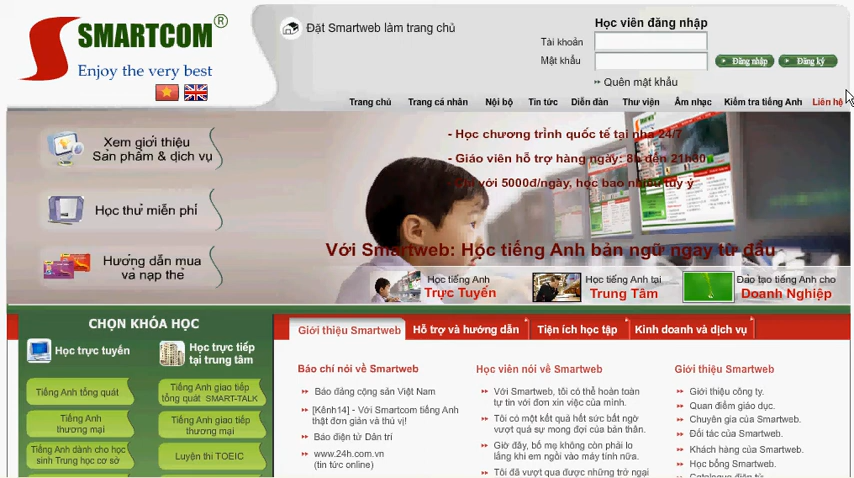 SMARTCOM®
Enjoy the very best
Đặt Smartweb làm trang chủ
Học viên đăng nhập
Tài khoản
Mật khẩu
Đăng nhập
Đăng ký
Quên mật khẩu
Trang chủ
Trang cá nhân
Nội bộ
Tin tức
Diễn đàn
Thư viện
Âm nhạc
Kiểm tra tiếng Anh
Liên hệ
Xem giới thiệu
Sản phẩm & dịch vụ
Học thử miễn phí
Hướng dẫn mua
và nạp thẻ
- Học chương trình quốc tế tại nhà 24/7
- Giáo viên hỗ trợ hàng ngày: 8h đến 21h30
với 5000đ/ngày, học bao nhiêu tùy ý
Với Smartweb: Học tiếng Anh bản ngữ ngay từ đầu
Học tiếng Anh
Trực Tuyến
Học tiếng Anh tại
Trung Tâm
Đào tạo tiếng Anh cho
Doanh Nghiệp
CHỌN KHÓA HỌC
Học trực tuyến
Học trực tiếp
tại trung tâm
Tiếng Anh tổng quát
Tiếng Anh giao tiếp
tổng quát SMART-TALK
Tiếng Anh
thương mại
Tiếng Anh giao tiếp
thương mại
Tiếng Anh dành cho học
sinh Trung học cơ sở
Luyện thi TOEIC
Giới thiệu Smartweb
Hỗ trợ và hướng dẫn
Tiện ích học tập
Kinh doanh và dịch vụ
Báo chí nói về Smartweb
Báo đảng cộng sản Việt Nam
[Kênh14] - Với Smartcom tiếng Anh
thật đơn giản và thú vị!
Báo điện tử Dân trí
www.24h.com.vn
(tin tức online)
Học viên nói về Smartweb
Với Smartweb, tôi có thể hoàn toàn
tự tin với đơn xin việc của mình.
Tôi có một kết quả hết sức bất ngờ
vượt quá sự mong đợi của bản thân.
Giờ đây, bố mẹ không còn phải lo
lắng khi em ngồi vào máy tính nữa.
Tôi đã vượt qua được những trở ngại
Giới thiệu Smartweb
Giới thiệu công ty.
Quan điểm giáo dục.
Chuyên gia của Smartweb.
Đối tác của Smartweb.
Khách hàng của Smartweb.
Học bổng Smartweb.
Catalogue điện tử